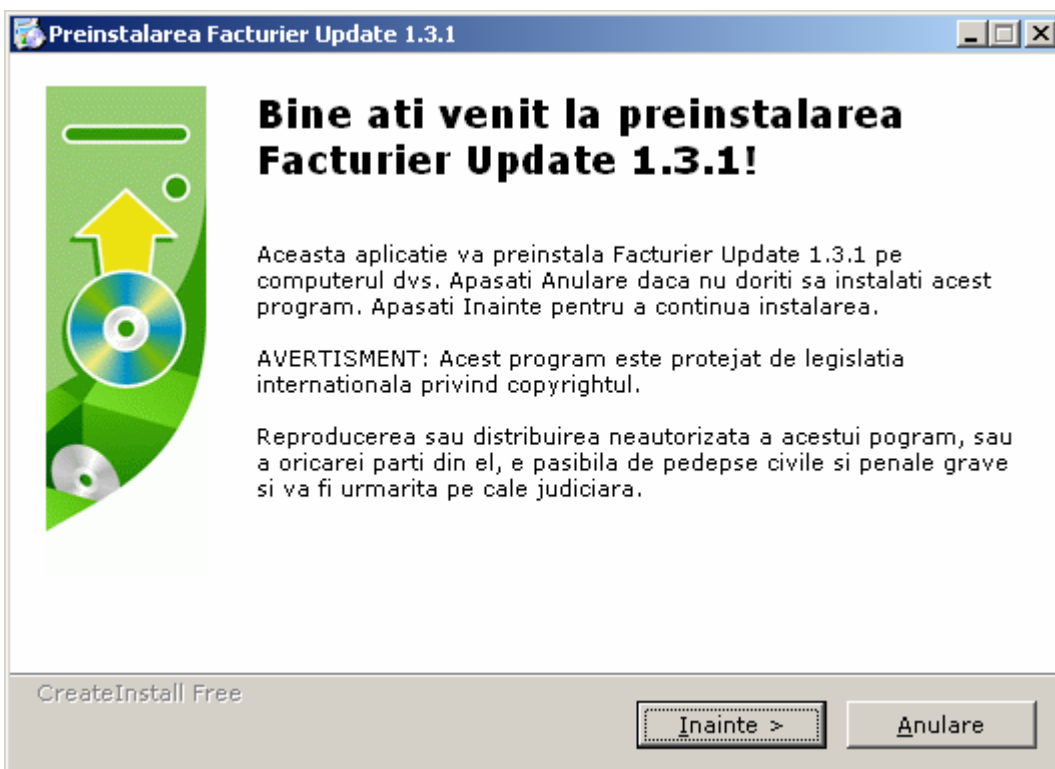 Preinstalarea Facturier Update 1.3.1
Bine ati venit la preinstalarea
Facturier Update 1.3.1!
Aceasta aplicatie va preinstala Facturier Update 1.3.1 pe
computerul dvs. Apasati Anulare daca nu doriti sa instalati acest
program. Apasati Inainte pentru a continua instalarea.
AVERTISMENT: Acest program este protejat de legislatia
internationala privind copyrightul.
Reproducerea sau distribuirea neautorizata a acestui pogram, sau
a oricarei parti din el, e pasibila de pedepse civile si penale grave
si va fi urmarita pe cale judiciara.
CreateInstall Free
Inainte >
Anulare